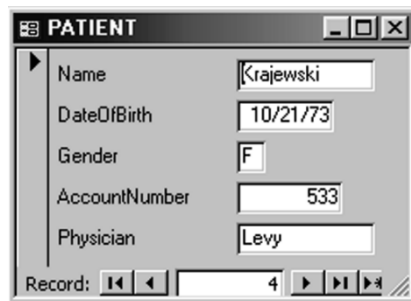 PATIENT
Name Krajewski
DateOfBirth 10/21/73
Gender F
AccountNumber 533
Physician Levy
Record: 4